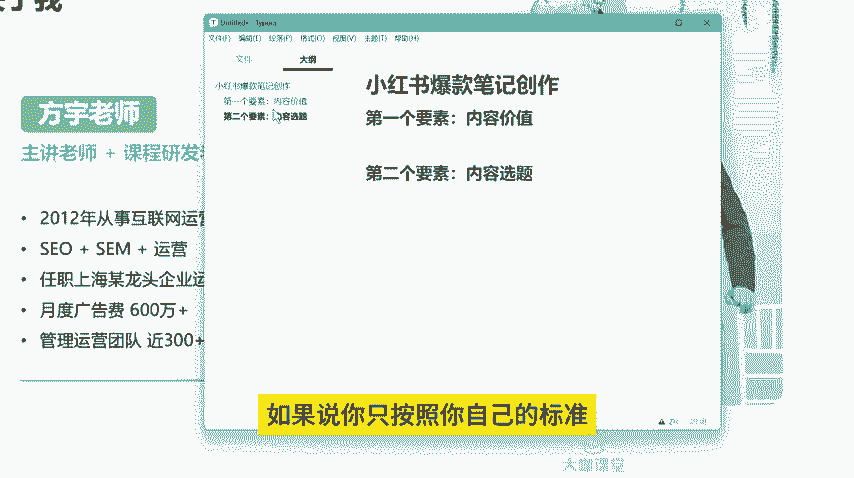 Untitled• - Typora
文件(F) 编辑(E) 段落(P) 格式(O) 视图(V) 主题(T) 帮助(H)
文件 大纲
小红书爆款笔记创作
第一个要素：内容价值
第二个要素：内容选题
小红书爆款笔记创作
第一个要素：内容价值
第二个要素：内容选题
方宇老师
主讲老师 + 课程研发
• 2012年从事互联网运营
• SEO + SEM + 运营
• 任职上海某龙头企业运
• 月度广告费 600万+
• 管理运营团队 近300+
如果说你只按照你自己的标准
大咖课堂